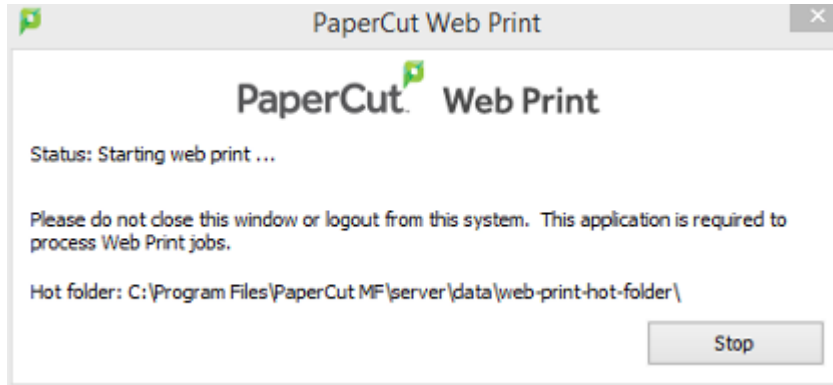 PaperCut Web Print
PaperCut™ Web Print
Status: Starting web print ...
Please do not close this window or logout from this system.  This application is required to
process Web Print jobs.
Hot folder: C:\Program Files\PaperCut MF\server\data\web-print-hot-folder\
Stop